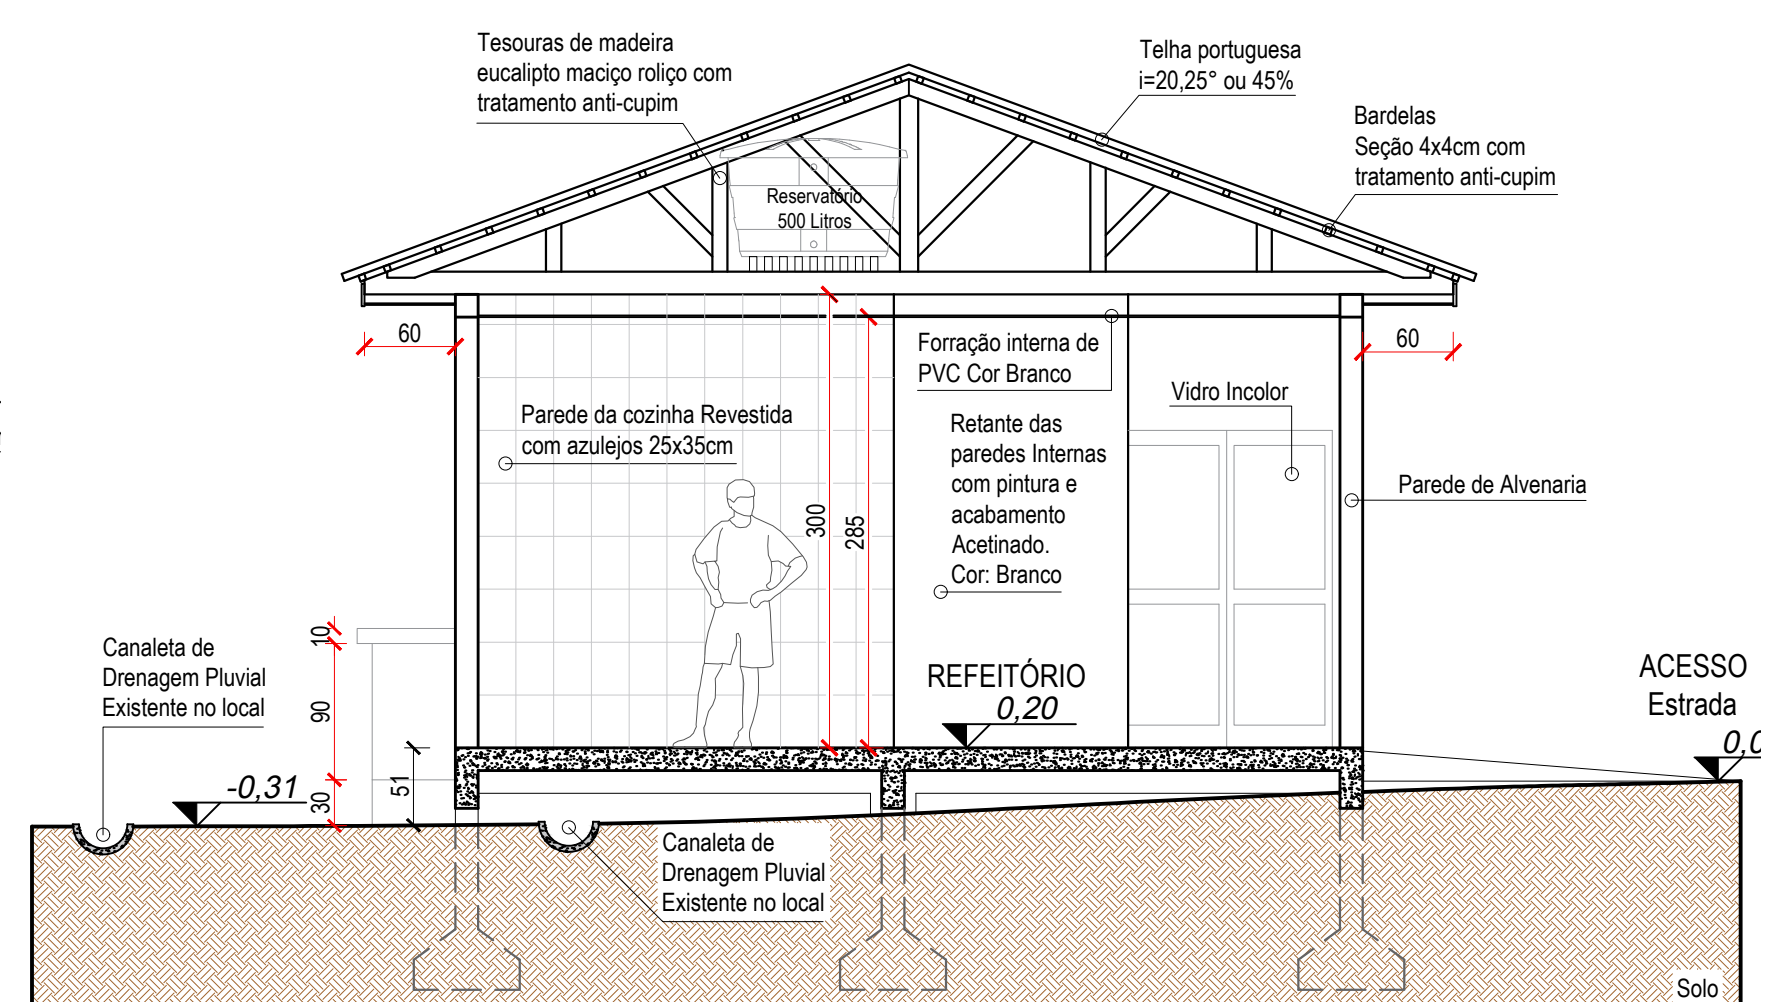 Tesouras de madeira
eucalipto maciço roliço com
tratamento anti-cupim
Telha portuguesa
i=20,25° ou 45%
Bardelas
Seção 4x4cm com
tratamento anti-cupim
Reservatório
500 Litros
60
60
Forração interna de
PVC Cor Branco
Vidro Incolor
Parede da cozinha Revestida
com azulejos 25x35cm
Retante das
paredes Internas
com pintura e
acabamento
Acetinado.
Cor: Branco
Parede de Alvenaria
300
285
Canaleta de
Drenagem Pluvial
Existente no local
10
90
30
51
REFEITÓRIO
0,20
ACESSO
Estrada
0,0
-0,31
Canaleta de
Drenagem Pluvial
Existente no local
Solo